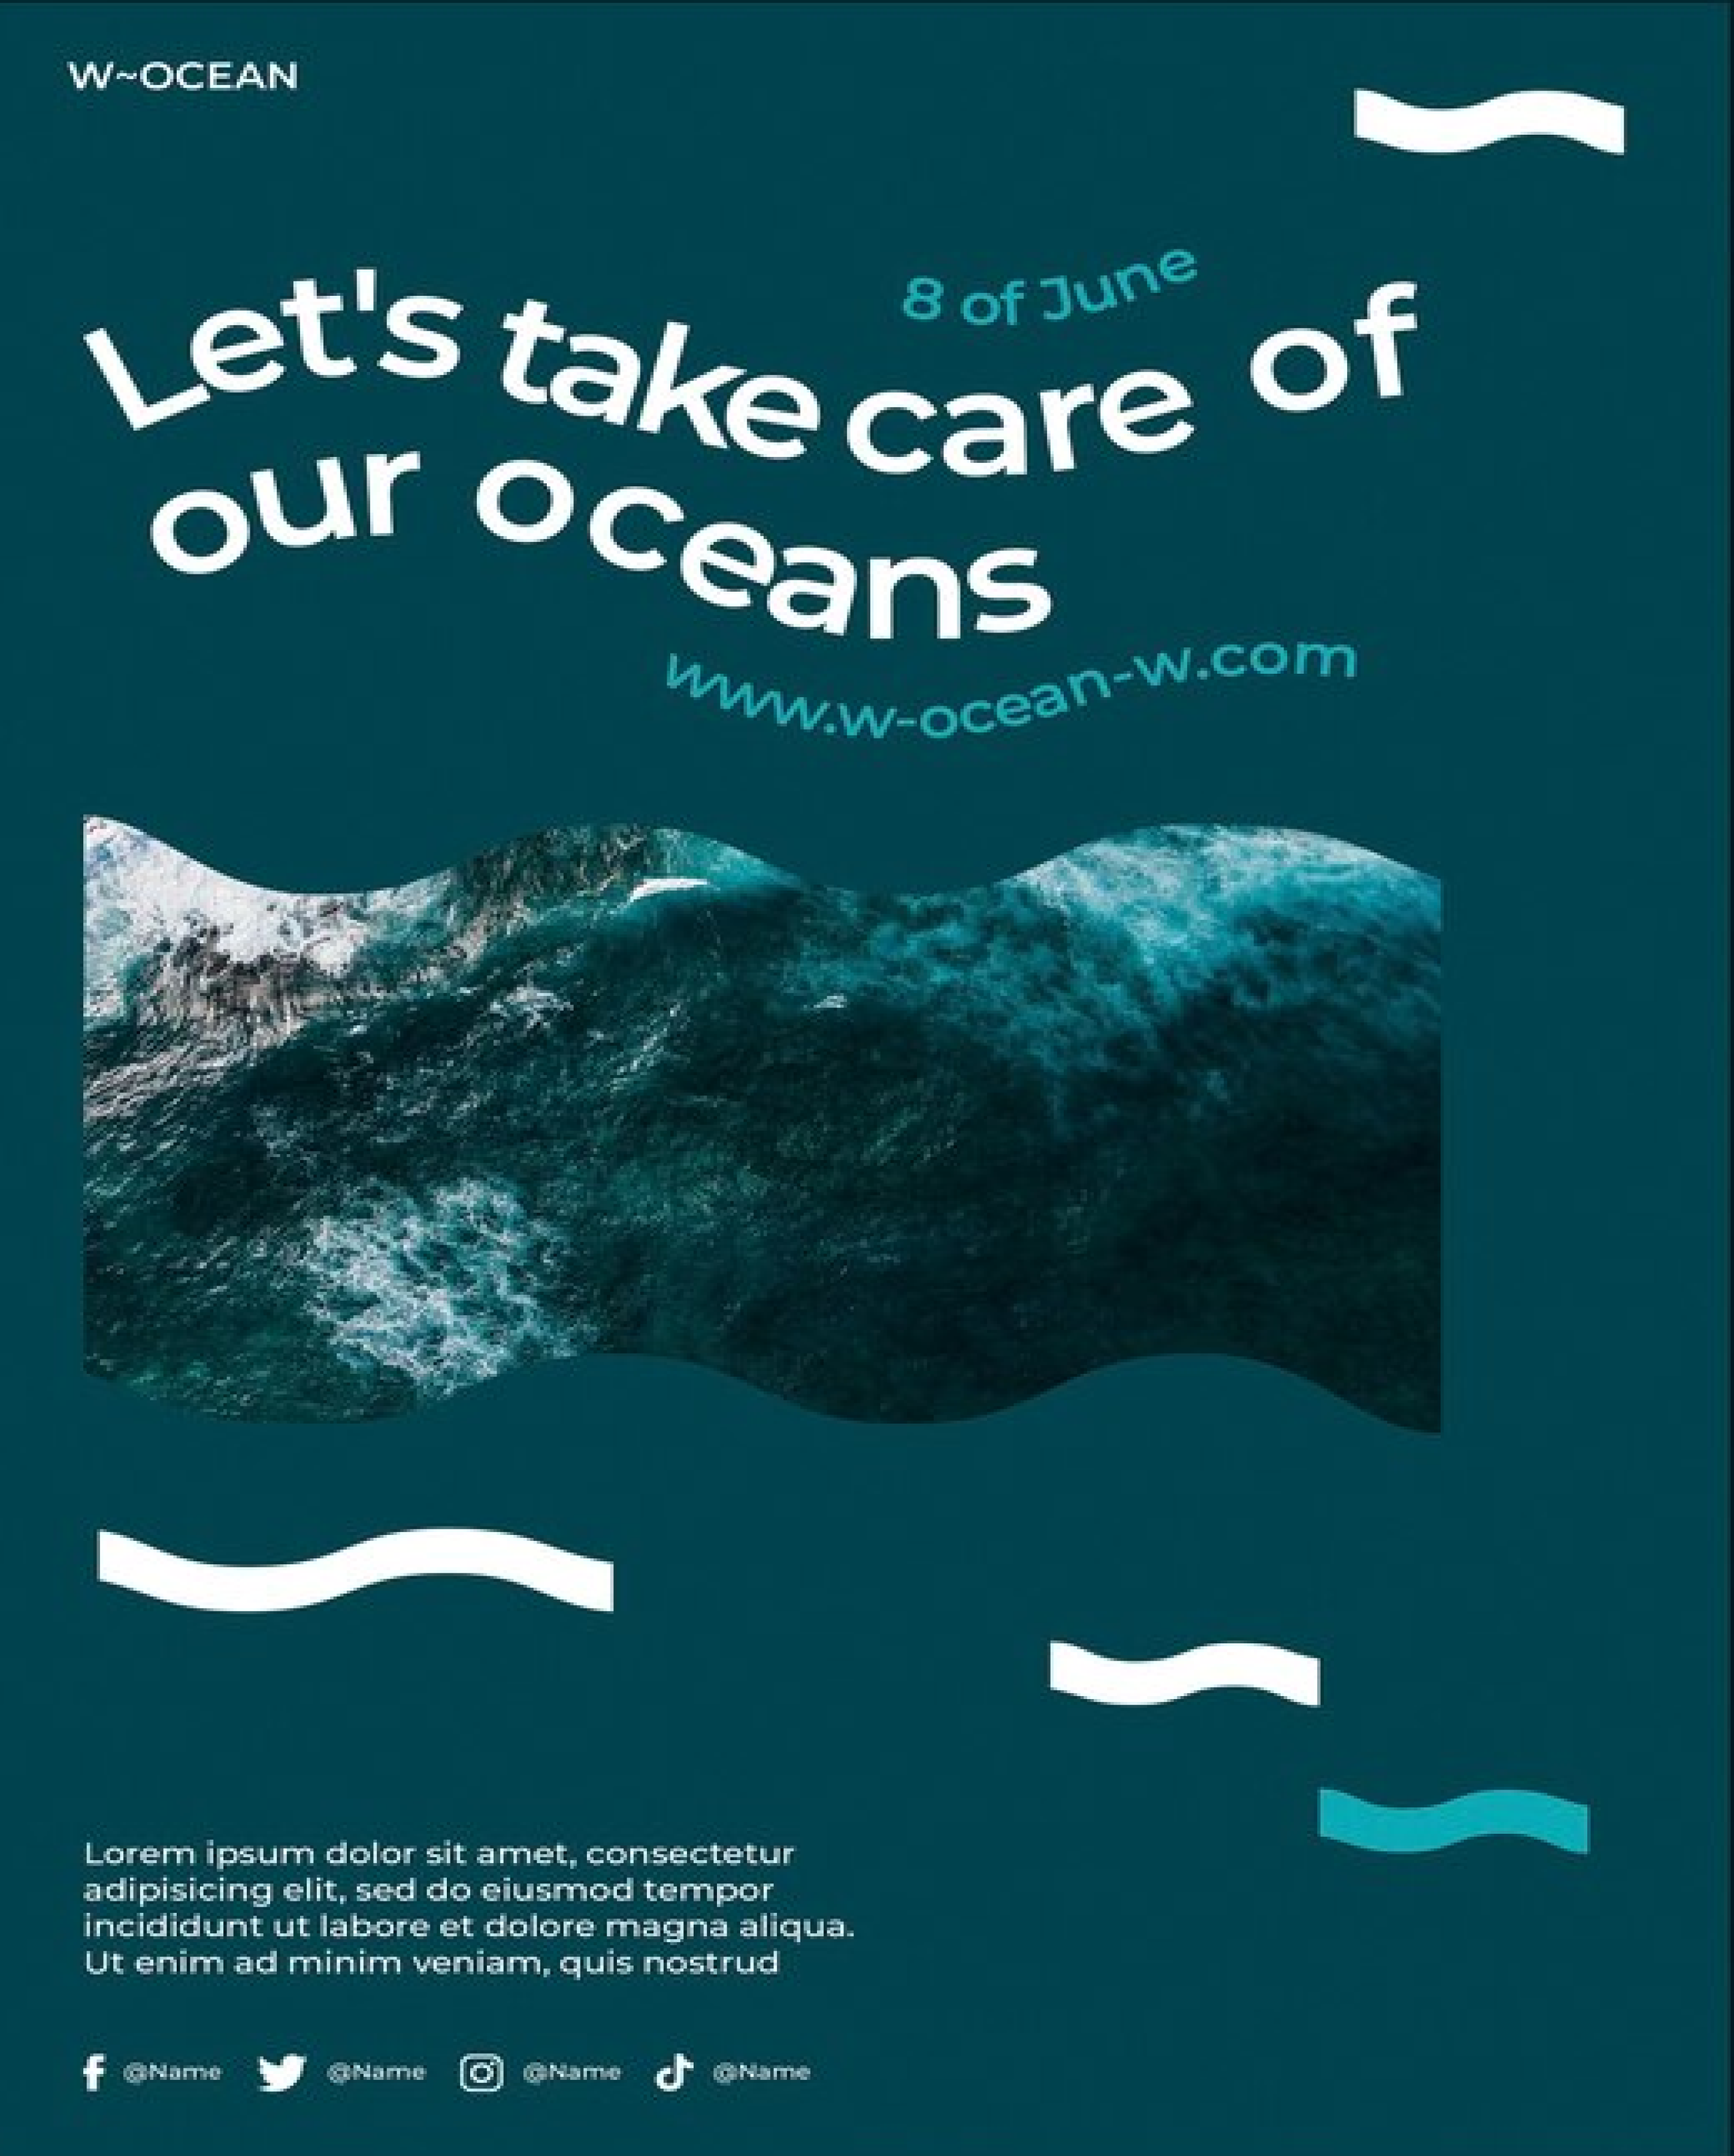 W~OCEAN
8 of June
Let's take care of
our oceans
www.w-ocean-w.com
Lorem ipsum dolor sit amet, consectetur
adipisicing elit, sed do eiusmod tempor
incididunt ut labore et dolore magna aliqua.
Ut enim ad minim veniam, quis nostrud
@Name @Name @Name @Name